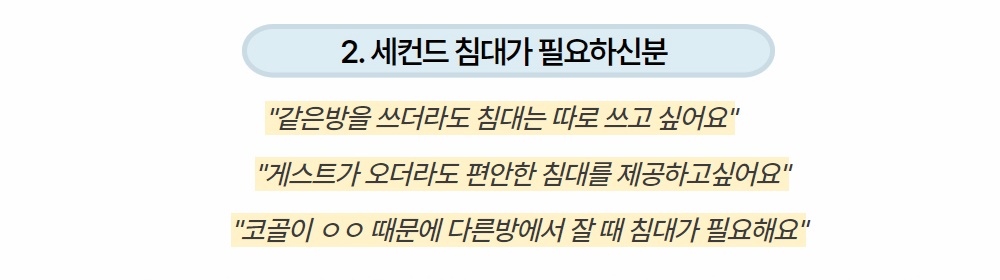 2. 세컨드 침대가 필요하신분
"같은방을 쓰더라도 침대는 따로 쓰고 싶어요"
"게스트가 오더라도 편안한 침대를 제공하고싶어요"
"코골이 ㅇㅇ 때문에 다른방에서 잘 때 침대가 필요해요"